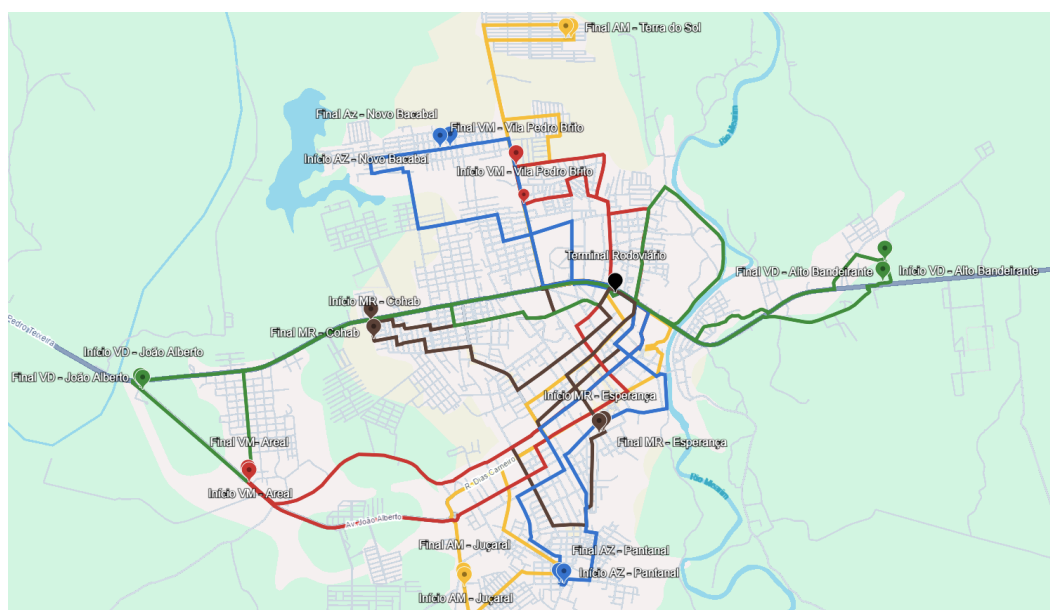 Final AM - Terra do Sol
Rio Mearim
Final Az - Novo Bacabal
Final VM - Vila Pedro Brito
Início AZ - Novo Bacabal
Início VM - Vila Pedro Brito
Terminal Rodoviário
Final VD - Alto Bandeirante
Início VD - Alto Bandeirante
Início MR - Cohab
Final MR - Cohab
Pedro Teixeira
Início VD - João Alberto
Final VD - João Alberto
Início MR - Esperança
Final VM- Areal
Final MR - Esperança
R. Dias Carneiro
Rio Mearim
Início VM - Areal
Av. João Alberto
Final AM - Juçaral
Final AZ - Pantanal
Início AZ - Pantanal
Início AM - Juçaral